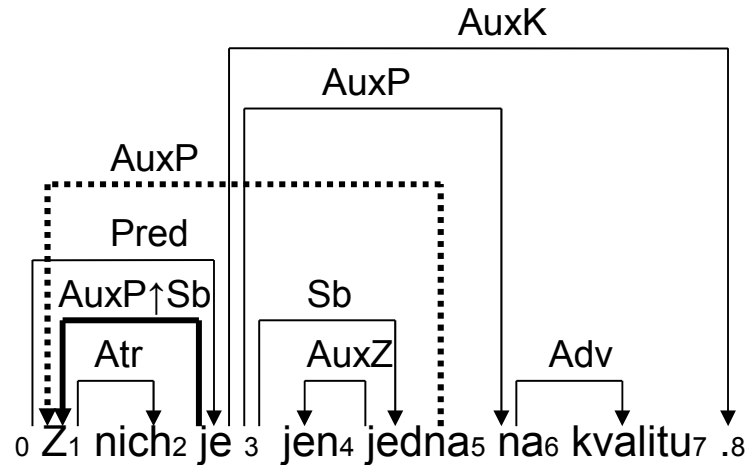 AuxK
AuxP
AuxP
Pred
AuxP↑Sb Sb
Atr AuxZ Adv
0 Z1 nich2 je 3 jen4 jedna5 na6 kvalitu7 .8